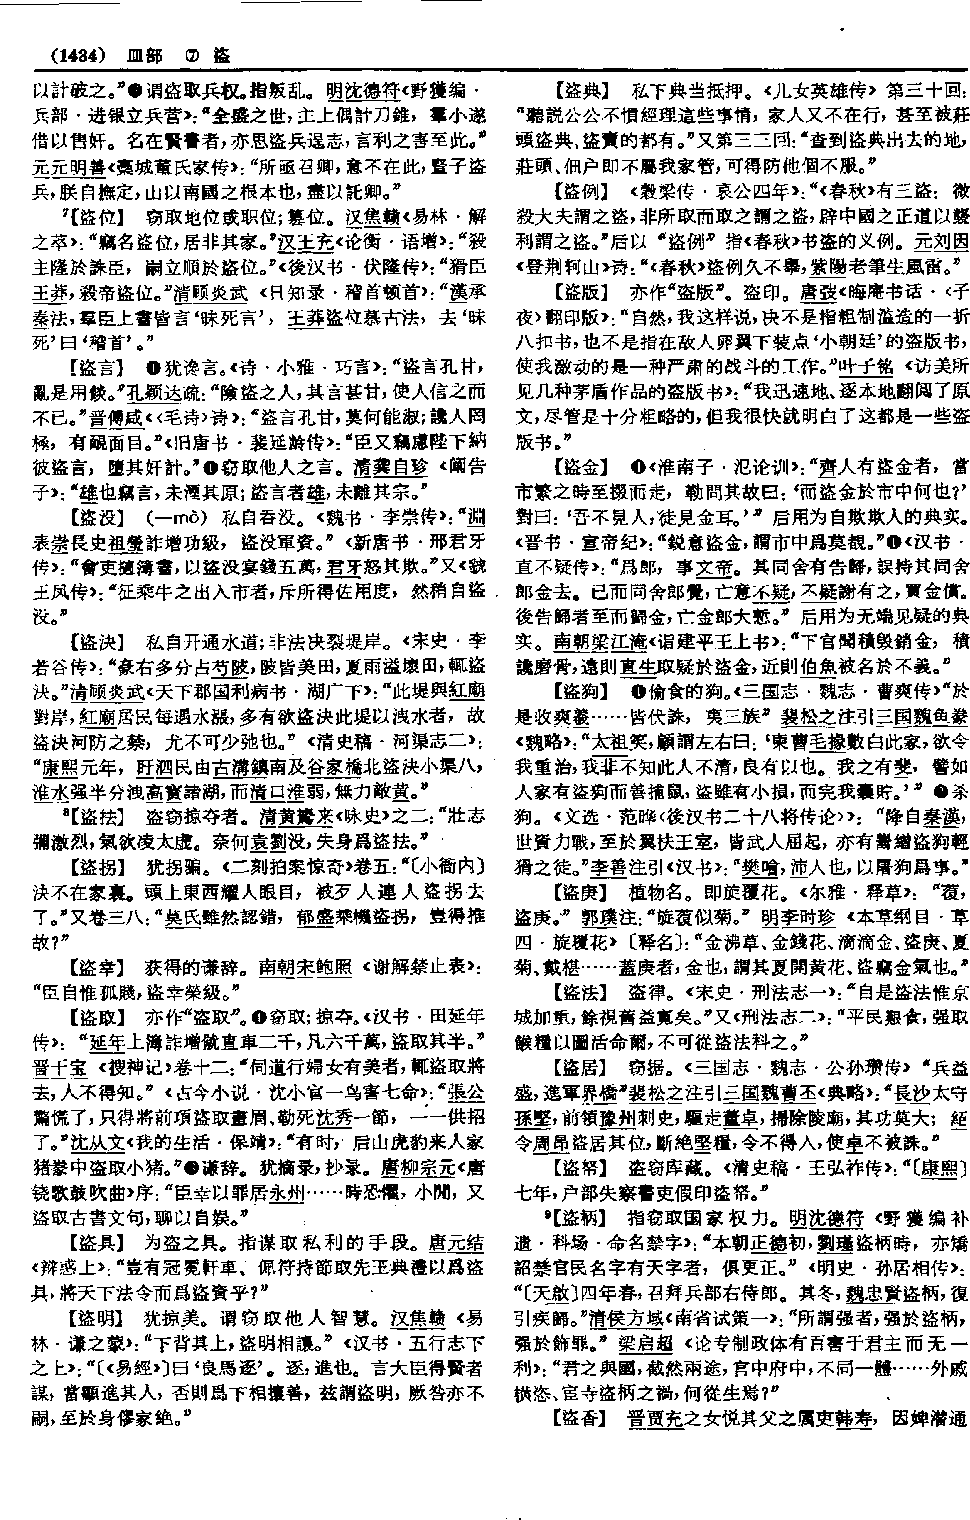 (1434) 皿部 ⑦ 盗
以計破之。”❷谓盗取兵权。指叛乱。明沈德符《野獲编·
兵部·进银立兵营》：“全盛之世，主上偶計刀錐，羣小遂
借以售奸。名在賢書者，亦思盜兵逞志，言利之害至此。”
元元明善《藁城董氏家传》：“所亟召卿，意不在此，豎子盜
兵，朕自撫定，山以南國之根本也，盡以託卿。”
7【盗位】 窃取地位或职位；篡位。汉焦贛《易林·解
之萃》：“竊名盜位，居非其家。”汉王充《论衡·语增》：“殺
主隆於誅臣，嗣立順於盜位。”《後汉书·伏隆传》：“猾臣
王莽，殺帝盜位。”清顾炎武《日知录·稽首顿首》：“漢承
秦法，羣臣上書皆言‘昧死言’，王莽盜位慕古法，去‘昧
死’曰‘稽首’。”
【盗言】 ❶犹谗言。《诗·小雅·巧言》：“盜言孔甘，
亂是用餤。”孔颖达疏：“險盜之人，其言甚甘，使人信之而
不已。”晋傅咸《〈毛诗〉诗》：“盜言孔甘，莫何能淑；讒人罔
極，有靦面目。”《旧唐书·裴延龄传》：“臣又竊慮陛下納
彼盜言，墮其奸計。”❷窃取他人之言。清龚自珍《阐告
子》：“雄也竊言，未湮其原；盜言者雄，未離其宗。”
【盗没】 (—mò) 私自吞没。《魏书·李崇传》：“淵
表崇長史祖瑩詐增功級，盜没軍資。”《新唐书·邢君牙
传》：“會吏摠簿書，以盜没宴錢五萬，君牙怒其欺。”又《虢
王风传》：“征乘牛之出入市者，斥所得佐用度，然稍自盜
没。”
【盗决】 私自开通水道；非法决裂堤岸。《宋史·李
若谷传》：“豪右多分占芍陂，陂皆美田，夏雨溢壞田，輒盜
決。”清顾炎武《天下郡国利病书·湖广下》：“此堤與紅廟
對岸，紅廟居民每遇水漲，多有欲盜決此堤以洩水者，故
盜決河防之禁，尤不可少弛也。”《清史稿·河渠志二》：
“康熙元年，盱泗民由古溝鎮南及谷家橋北盜決小渠八，
淮水强半分洩高寶諸湖，而清口淮弱，無力敵黄。”
8【盗抾】 盗窃掠夺者。清黄鷟来《咏史》之二：“壯志
彌激烈，氣欲凌太虚。奈何袁劉没，失身爲盜抾。”
【盗拐】 犹拐骗。《二刻拍案惊奇》卷五：“〔小衙内〕
決不在家裏。頭上東西耀人眼目，被歹人連人盜拐去
了。”又卷三八：“莫氏雖然認錯，郁盛乘機盜拐，豈得推
故？”
【盗幸】 获得的谦辞。南朝宋鲍照《谢解禁止表》：
“臣自惟孤賤，盜幸榮級。”
【盗取】 亦作“盜取”。❶窃取；掠夺。《汉书·田延年
传》：“延年上簿詐增僦直車二千，凡六千萬，盜取其半。”
晋干宝《搜神记》卷十二：“伺道行婦女有美者，輒盜取將
去，人不得知。”《古今小说·沈小官一鸟害七命》：“張公
驚慌了，只得將前項盜取畫眉、勒死沈秀一節，一一供招
了。”沈从文《我的生活·保靖》：“有时，后山虎豹来人家
猪豢中盗取小猪。”❷谦辞。犹摘录，抄录。唐柳宗元《唐
铙歌鼓吹曲》序：“臣幸以罪居永州……時恐懼，小閒，又
盜取古書文句，聊以自娱。”
【盗具】 为盗之具。指谋取私利的手段。唐元结
《辩惑上》：“豈有冠冕軒車、佩符持節取先王典禮以爲盜
具，將天下法令而爲盜資乎？”
【盗明】 犹掠美。谓窃取他人智慧。汉焦赣《易
林·谦之蒙》：“下背其上，盜明相讓。”《汉书·五行志下
之上》：“〔《易經》〕曰‘良馬逐’。逐，進也。言大臣得賢者
謀，當顯進其人，否則爲下相攘善，兹謂盜明，厥咎亦不
嗣，至於身僇家絶。”
【盗典】 私下典当抵押。《儿女英雄传》第三十回：
“聽説公公不慣經理這些事情，家人又不在行，甚至被莊
頭盜典、盜賣的都有。”又第三三回：“查到盜典出去的地，
莊頭、佃户即不屬我家管，可得防他個不服。”
【盗例】 《榖梁传·哀公四年》：“《春秋》有三盜：微
殺大夫謂之盜，非所取而取之謂之盜，辟中國之正道以襲
利謂之盜。”后以“盗例”指《春秋》书盗的义例。元刘因
《登荆轲山》诗：“《春秋》盜例久不舉，紫陽老筆生風雷。”
【盗版】 亦作“盜版”。盗印。唐弢《晦庵书话·〈子
夜〉翻印版》：“自然，我这样说，决不是指粗制滥造的一折
八扣书，也不是指在敌人卵翼下装点‘小朝廷’的盗版书，
使我激动的是一种严肃的战斗的工作。”叶子铭《访美所
见几种茅盾作品的盗版书》：“我迅速地、逐本地翻阅了原
文，尽管是十分粗略的，但我很快就明白了这都是一些盗
版书。”
【盗金】 ❶《淮南子·氾论训》：“齊人有盜金者，當
市繁之時至掇而走，勒問其故曰：‘而盜金於市中何也？’
對曰：‘吾不見人，徒見金耳。’”后用为自欺欺人的典实。
《晋书·宣帝纪》：“鋭意盜金，謂市中爲莫覩。”❷《汉书·
直不疑传》：“爲郎，事文帝。其同舍有告歸，誤持其同舍
郎金去。已而同舍郎覺，亡意不疑，不疑謝有之，買金償。
後告歸者至而歸金，亡金郎大慙。”后用为无端见疑的典
实。南朝梁江淹《诣建平王上书》：“下官聞積毁銷金，積
讒磨骨，遠則直生取疑於盜金，近則伯魚被名於不義。”
【盗狗】 ❶偷食的狗。《三国志·魏志·曹爽传》“於
是收爽羲……皆伏誅，夷三族”裴松之注引三国魏鱼豢
《魏略》：“太祖笑，顧謂左右曰：‘東曹毛掾數白此家，欲令
我重治，我非不知此人不清，良有以也。我之有斐，譬如
人家有盜狗而善捕鼠，盜雖有小損，而完我囊貯。’”❷杀
狗。《文选·范晔〈後汉书二十八将传论〉》：“降自秦漢，
世資力戰，至於翼扶王室，皆武人屈起，亦有鬻繒盜狗輕
猾之徒。”李善注引《汉书》：“樊噲，沛人也，以屠狗爲事。”
【盗庚】 植物名。即旋覆花。《尔雅·释草》：“覆，
盜庚。”郭璞注：“旋覆似菊。”明李时珍《本草纲目·草
四·旋覆花》〔释名〕：“金沸草、金錢花、滴滴金、盜庚、夏
菊、戴椹……蓋庚者，金也，謂其夏開黄花、盜竊金氣也。”
【盗法】 盗律。《宋史·刑法志一》：“自是盜法惟京
城加重，餘視舊益寬矣。”又《刑法志二》：“平民艱食，强取
餱糧以圖活命爾，不可從盜法科之。”
【盗居】 窃据。《三国志·魏志·公孙瓒传》“兵益
盛，進軍界橋”裴松之注引三国魏曹丕《典略》：“長沙太守
孫堅，前領豫州刺史，驅走董卓，掃除陵廟，其功莫大；紹
令周昂盜居其位，斷絶堅糧，令不得入，使卓不被誅。”
【盗帑】 盗窃库藏。《清史稿·王弘祚传》：“〔康熙〕
七年，户部失察書吏假印盜帑。”
9【盗柄】 指窃取国家权力。明沈德符《野獲编补
遗·科场·命名禁字》：“本朝正德初，劉瑾盜柄時，亦矯
詔禁官民名字有天字者，俱更正。”《明史·孙居相传》：
“〔天啟〕四年春，召拜兵部右侍郎。其冬，魏忠賢盜柄，復
引疾歸。”清侯方域《南省试策一》：“所謂强者，强於盜柄，
强於飾罪。”梁启超《论专制政体有百害于君主而无一
利》：“君之與國，截然兩途，宫中府中，不同一體……外戚
横恣、宦寺盜柄之禍，何從生焉？”
【盗香】 晋贾充之女悦其父之属吏韩寿，因婢潜通